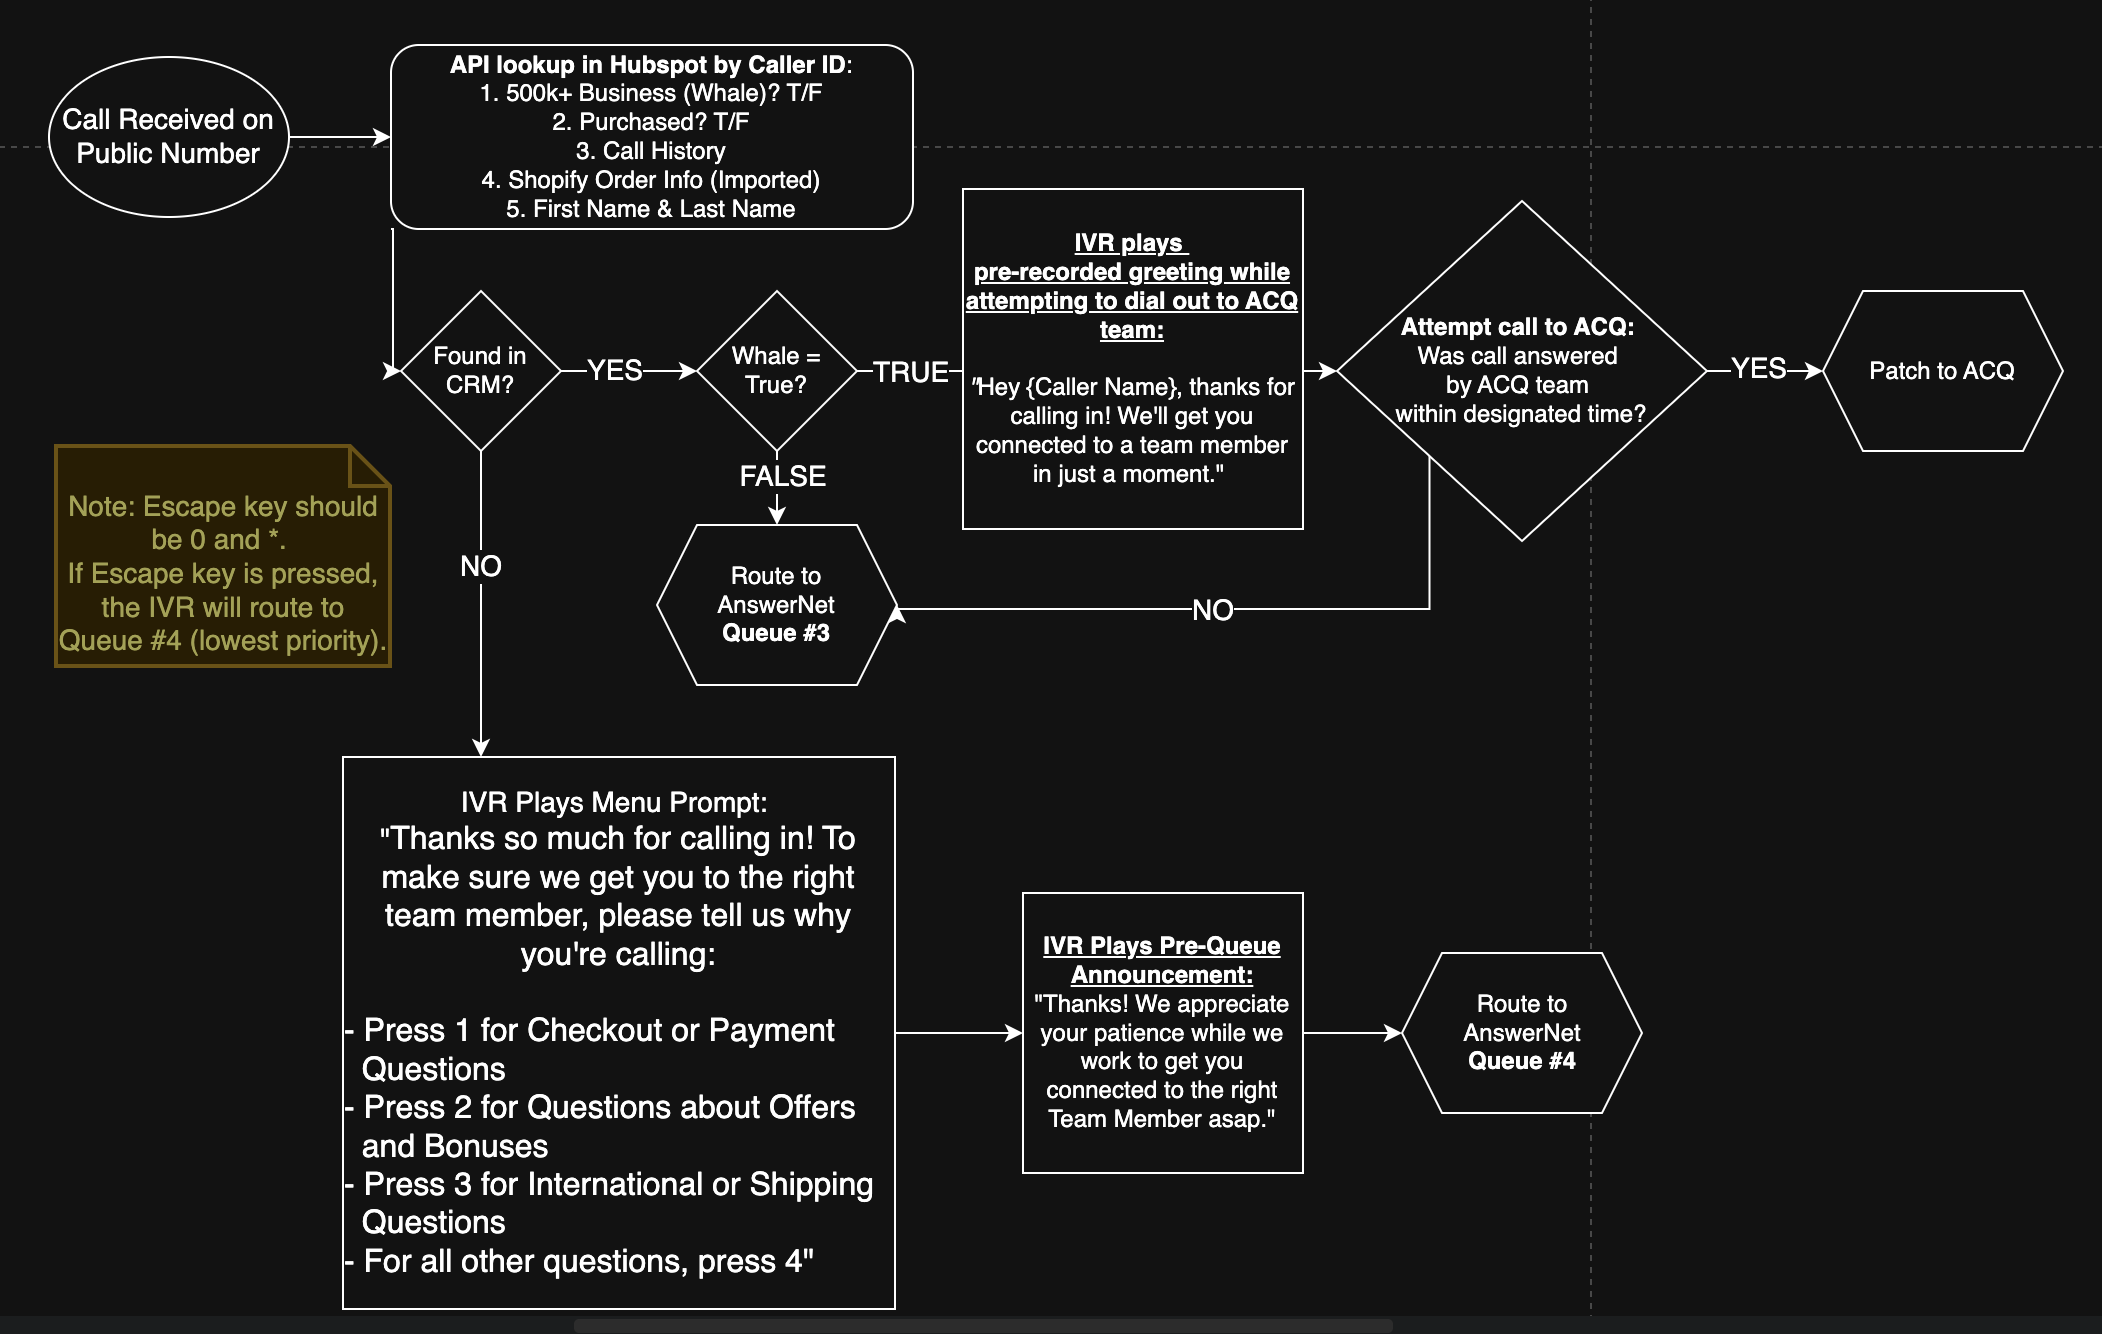 Call Received on
Public Number
API lookup in Hubspot by Caller ID:
1. 500k+ Business (Whale)? T/F
2. Purchased? T/F
3. Call History
4. Shopify Order Info (Imported)
5. First Name & Last Name
Found in
CRM?
YES
Whale =
True?
TRUE
IVR plays
pre-recorded greeting while
attempting to dial out to ACQ
team:
"Hey {Caller Name}, thanks for
calling in! We'll get you
connected to a team member
in just a moment."
Attempt call to ACQ:
Was call answered
by ACQ team
within designated time?
YES
Patch to ACQ
FALSE
Note: Escape key should
be 0 and *.
If Escape key is pressed,
the IVR will route to
Queue #4 (lowest priority).
NO
Route to
AnswerNet
Queue #3
NO
IVR Plays Menu Prompt:
"Thanks so much for calling in! To
make sure we get you to the right
team member, please tell us why
you're calling:
- Press 1 for Checkout or Payment
Questions
- Press 2 for Questions about Offers
and Bonuses
- Press 3 for International or Shipping
Questions
- For all other questions, press 4"
IVR Plays Pre-Queue
Announcement:
"Thanks! We appreciate
your patience while we
work to get you
connected to the right
Team Member asap."
Route to
AnswerNet
Queue #4